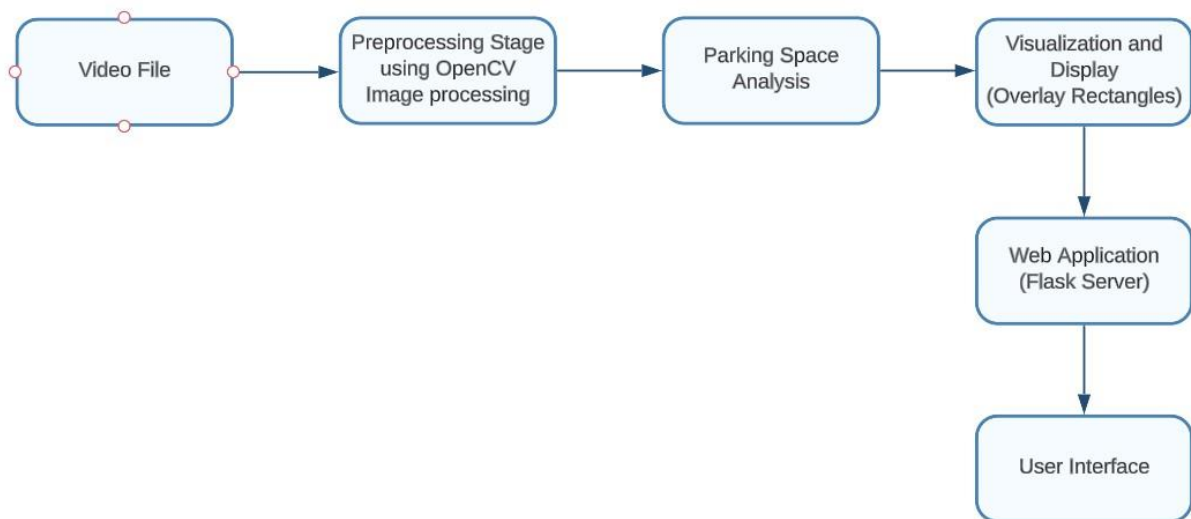 Video File
Preprocessing Stage
using OpenCV
Image processing
Parking Space
Analysis
Visualization and
Display
(Overlay Rectangles)
Web Application
(Flask Server)
User Interface